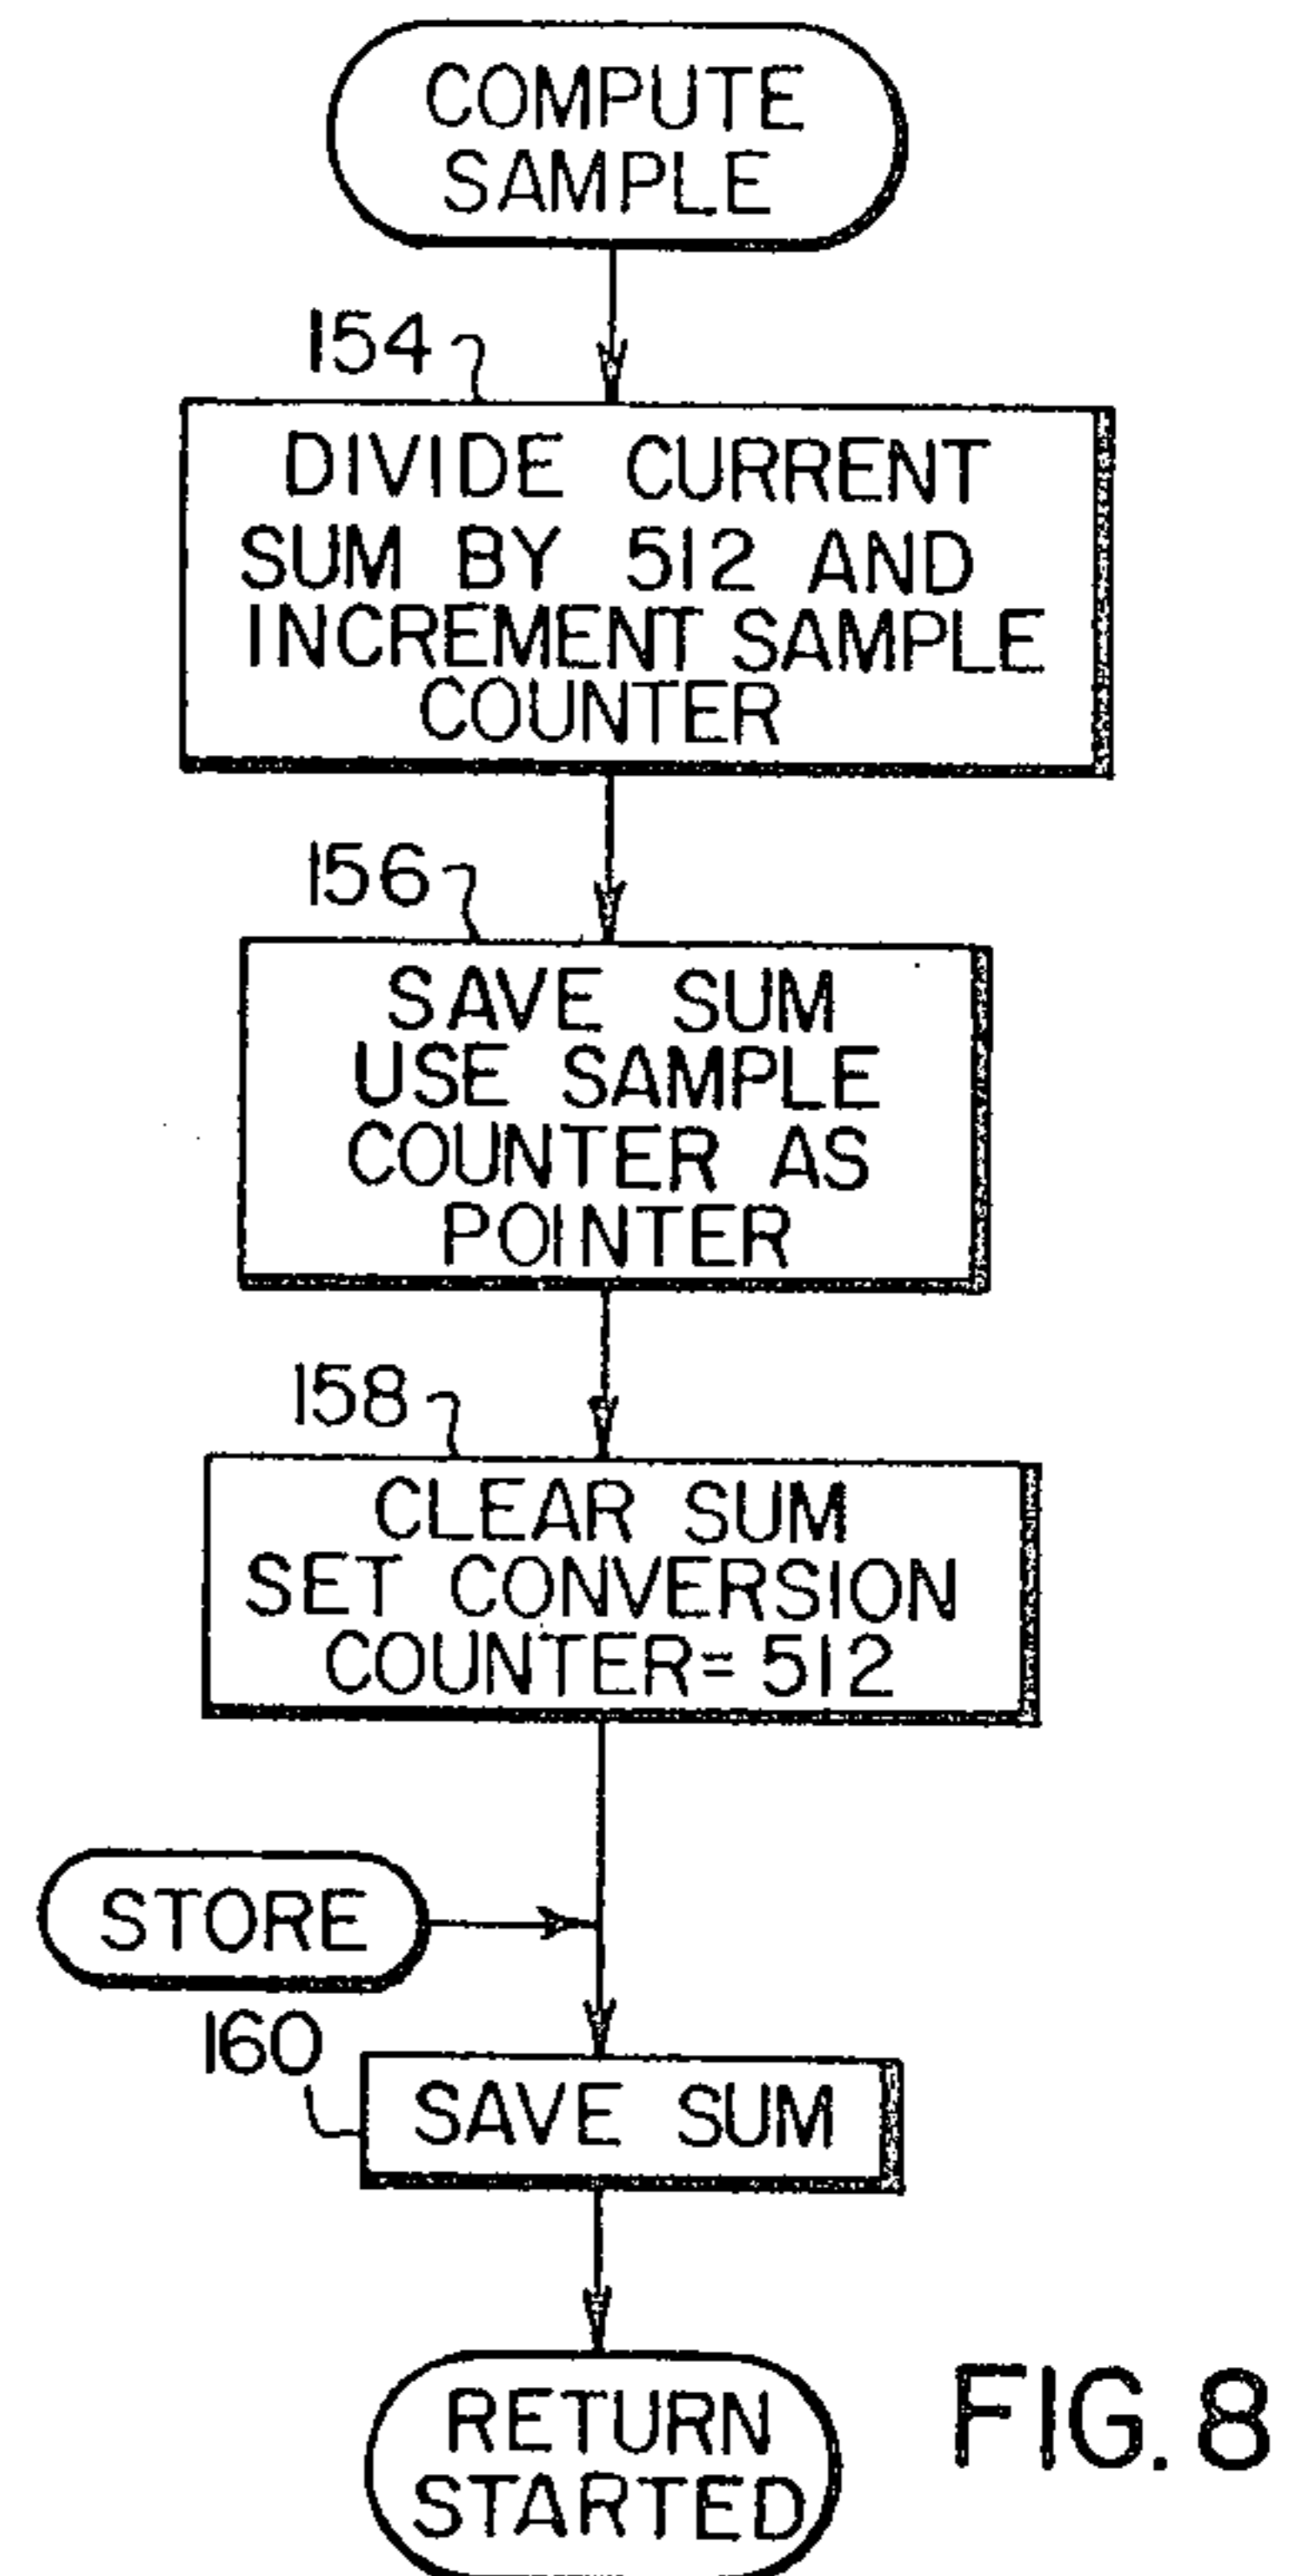 COMPUTE
SAMPLE
154
DIVIDE CURRENT
SUM BY 512 AND
INCREMENT SAMPLE
COUNTER
156
SAVE SUM
USE SAMPLE
COUNTER AS
POINTER
158
CLEAR SUM
SET CONVERSION
COUNTER=512
STORE
160
SAVE SUM
RETURN
STARTED
FIG. 8